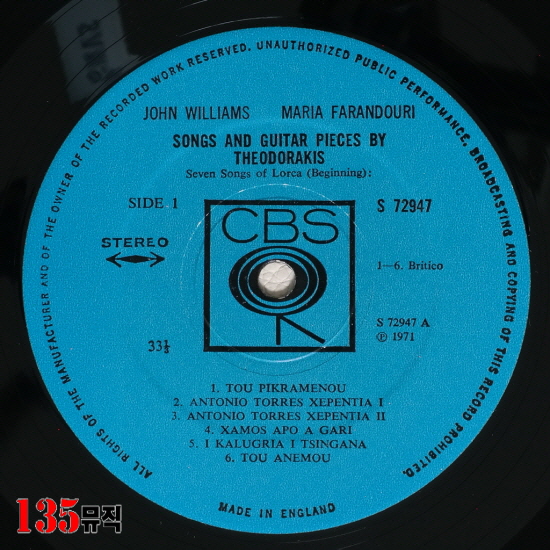 ALL RIGHTS OF THE MANUFACTURER AND OF THE OWNER OF THE RECORDED WORK RESERVED. UNAUTHORIZED PUBLIC PERFORMANCE, BROADCASTING AND COPYING OF THIS RECORD PROHIBITED.
JOHN WILLIAMS MARIA FARANDOURI
SONGS AND GUITAR PIECES BY
THEODORAKIS
Seven Songs of Lorca (Beginning):
SIDE 1
S 72947
CBS
STEREO
1—6. Britico
33⅓
S 72947 A
℗ 1971
1. TOU PIKRAMENOU
2. ANTONIO TORRES XEPENTIA I
3. ANTONIO TORRES XEPENTIA II
4. XAMOS APO A GARI
5. I KALUGRIA I TSINGANA
6. TOU ANEMOU
MADE IN ENGLAND
135뮤직